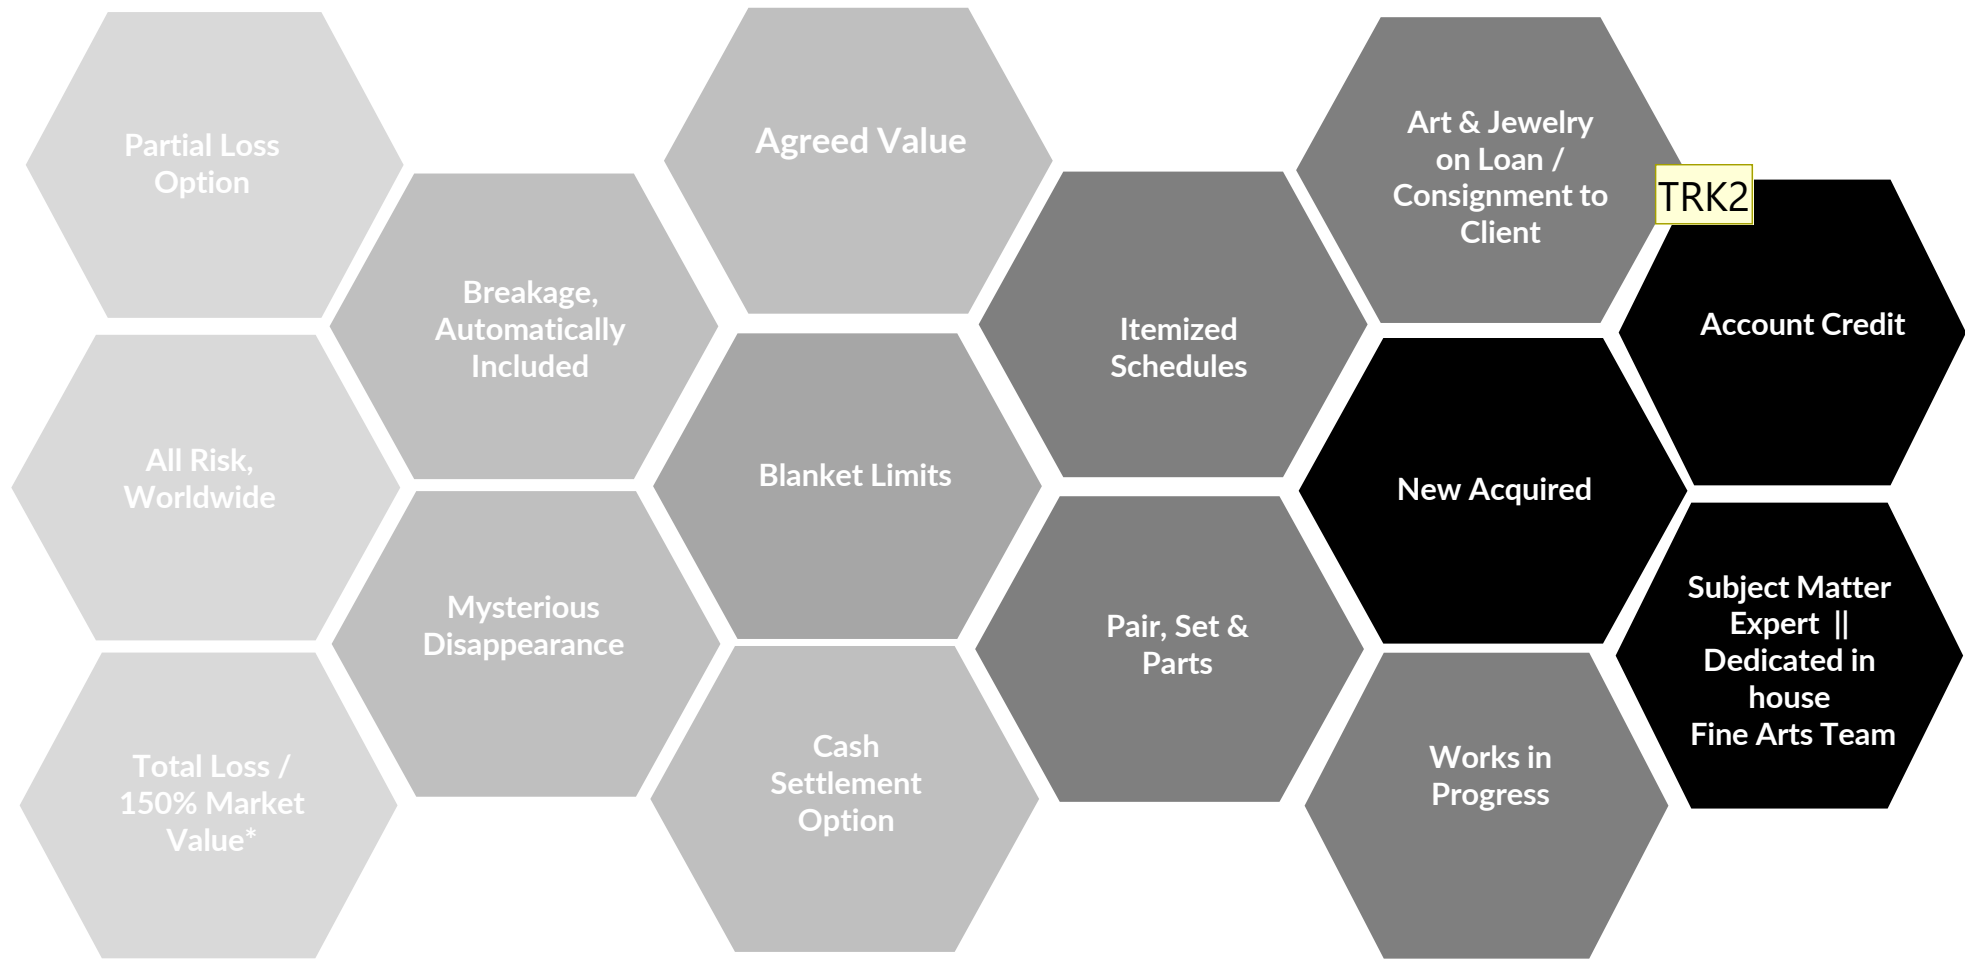 Partial Loss
Option
All Risk,
Worldwide
Total Loss /
150% Market
Value*
Breakage,
Automatically
Included
Mysterious
Disappearance
Agreed Value
Blanket Limits
Cash
Settlement
Option
Itemized
Schedules
Pair, Set &
Parts
Art & Jewelry
on Loan /
Consignment to
Client
New Acquired
Works in
Progress
TRK2
Account Credit
Subject Matter
Expert ||
Dedicated in
house
Fine Arts Team